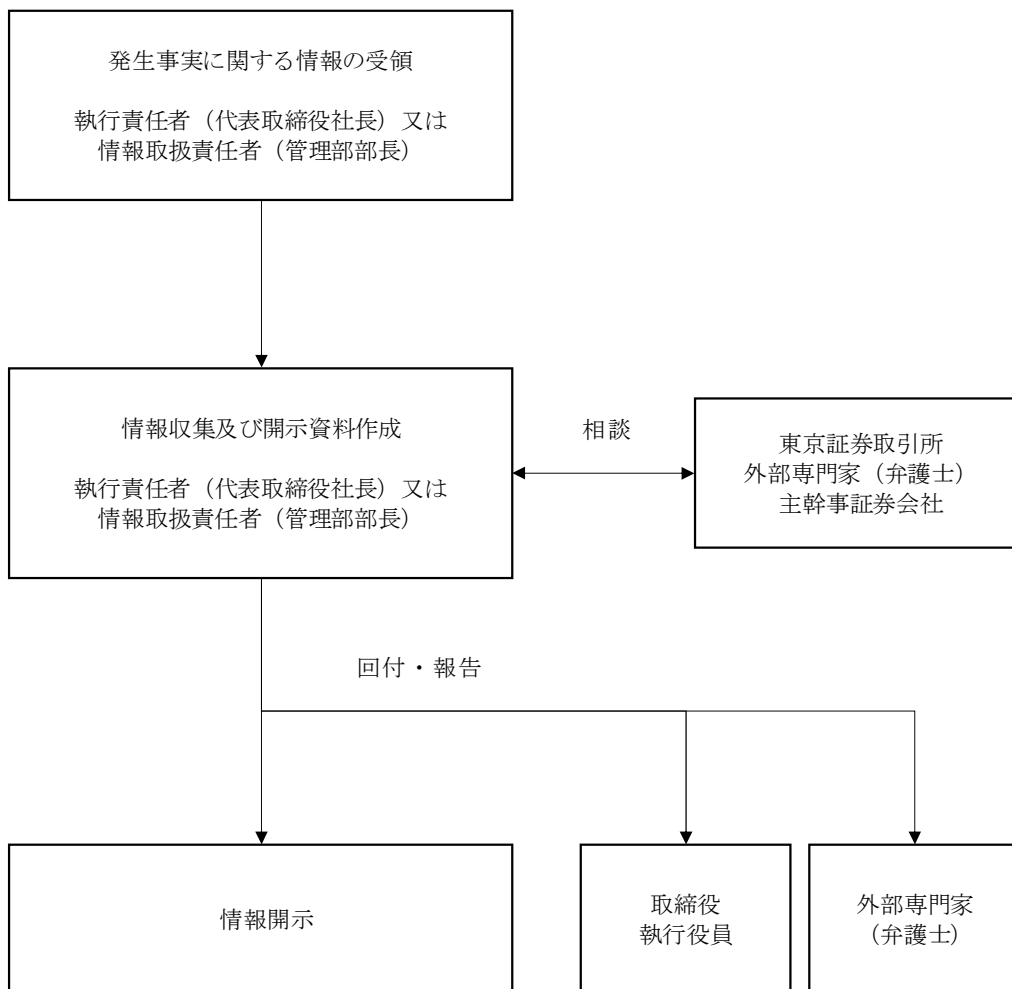 発生事実に関する情報の受領
執行責任者（代表取締役社長）又は
情報取扱責任者（管理部部長）
情報収集及び開示資料作成
執行責任者（代表取締役社長）又は
情報取扱責任者（管理部部長）
相談
東京証券取引所
外部専門家（弁護士）
主幹事証券会社
回付・報告
情報開示
取締役
執行役員
外部専門家
（弁護士）